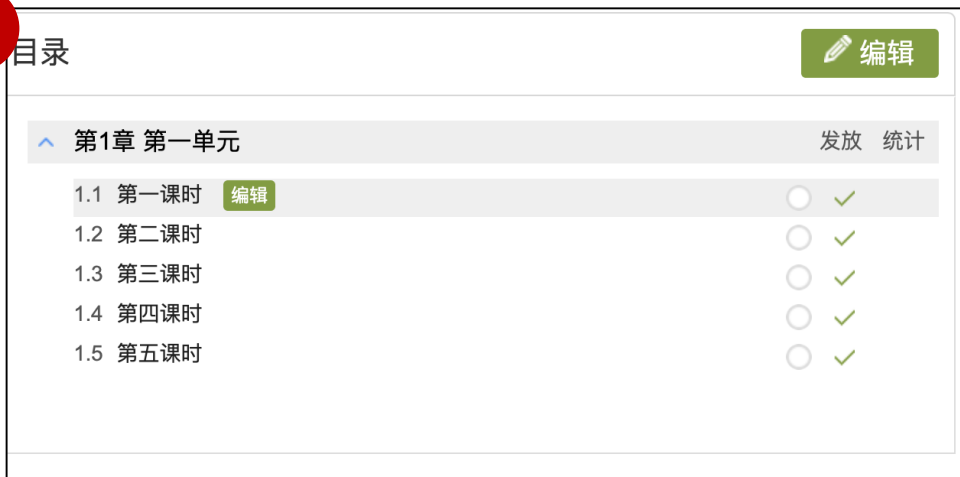 目录 编辑
第1章 第一单元 发放 统计
1.1 第一课时 编辑
1.2 第二课时
1.3 第三课时
1.4 第四课时
1.5 第五课时